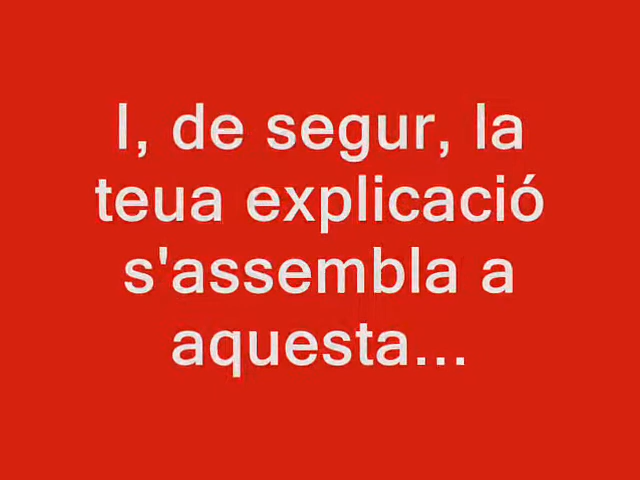 I, de segur, la
teua explicació
s'assembla a
aquesta...